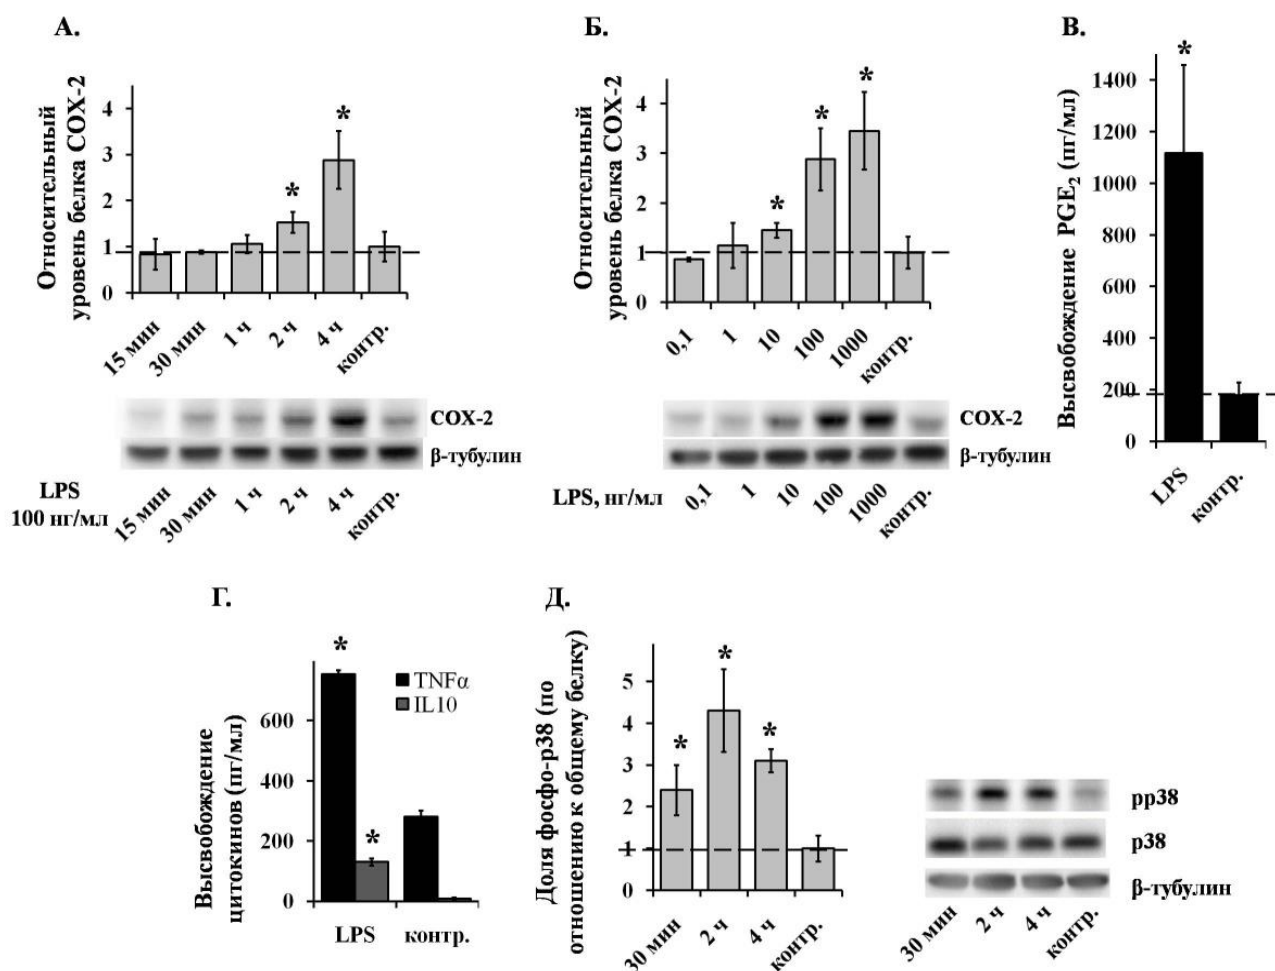 А.
Относительный
уровень белка COX-2
4
3
2
1
0
*
*
15 мин
30 мин
1 ч
2 ч
4 ч
контр.
COX-2
β-тубулин
LPS
100 нг/мл
15 мин
30 мин
1 ч
2 ч
4 ч
контр.
Б.
Относительный
уровень белка COX-2
4
3
2
1
0
*
*
*
0,1
1
10
100
1000
контр.
COX-2
β-тубулин
LPS, нг/мл
0,1
1
10
100
1000
контр.
В.
Высвобождение PGE₂ (пг/мл)
1400
1200
1000
800
600
400
200
0
*
LPS
контр.
Г.
Высвобождение
цитокинов (пг/мл)
600
400
200
0
*
*
TNFα
IL10
LPS
контр.
Д.
Доля фосфо-р38 (по
отношению к общему белку)
5
4
3
2
1
0
*
*
*
30 мин
2 ч
4 ч
контр.
pp38
p38
β-тубулин
30 мин
2 ч
4 ч
контр.